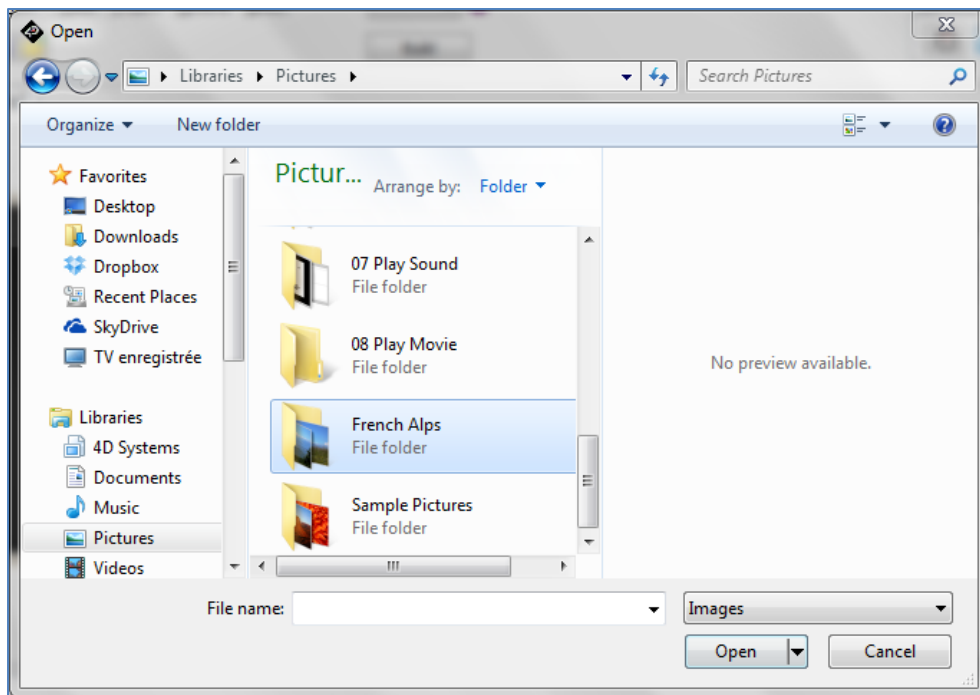 Open
Libraries Pictures
Search Pictures
Organize New folder
Favorites
Desktop
Downloads
Dropbox
Recent Places
SkyDrive
TV enregistrée
Libraries
4D Systems
Documents
Music
Pictures
Videos
Pictur... Arrange by: Folder
07 Play Sound
File folder
08 Play Movie
File folder
French Alps
File folder
Sample Pictures
File folder
No preview available.
File name:
Images
Open Cancel